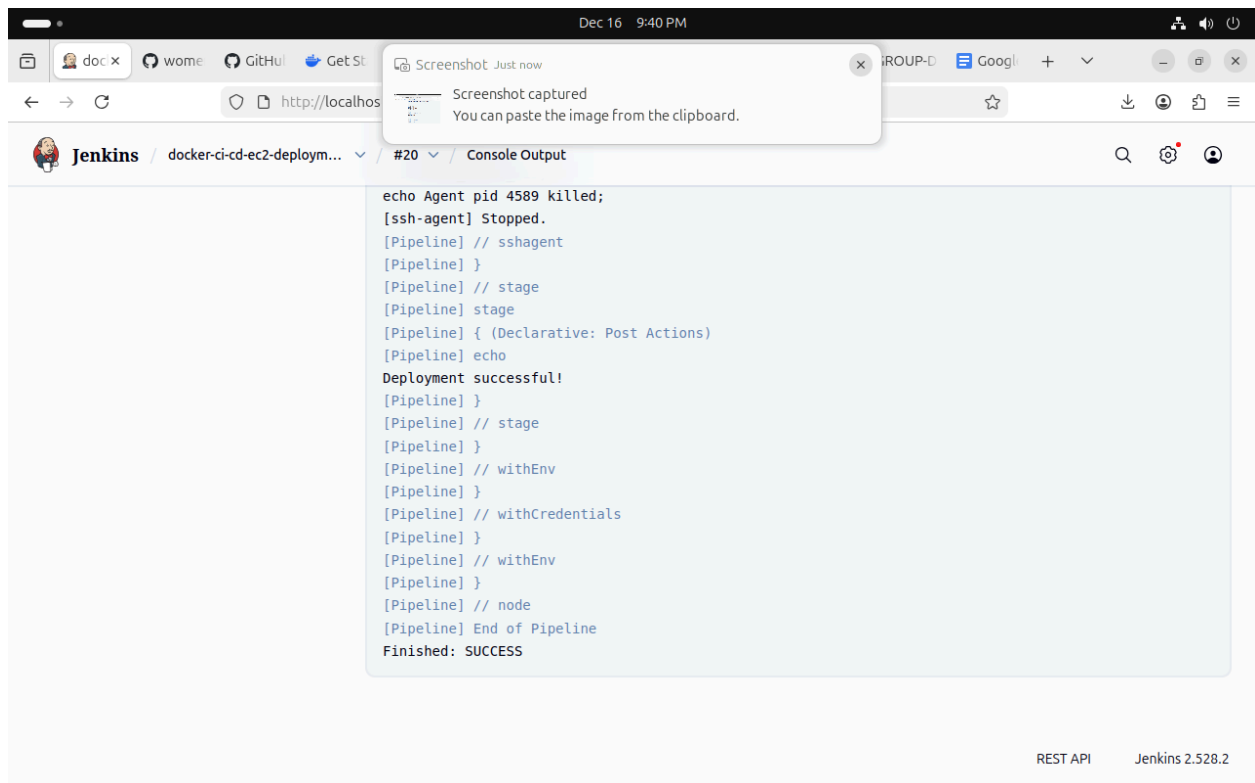 Dec 16 9:40 PM
doc
wome
GitHu
Get St
GROUP-D
Googl
Screenshot Just now
Screenshot captured
You can paste the image from the clipboard.
http://localhos
Jenkins / docker-ci-cd-ec2-deploym... / #20 / Console Output
echo Agent pid 4589 killed;
[ssh-agent] Stopped.
[Pipeline] // sshagent
[Pipeline] }
[Pipeline] // stage
[Pipeline] stage
[Pipeline] { (Declarative: Post Actions)
[Pipeline] echo
Deployment successful!
[Pipeline] }
[Pipeline] // stage
[Pipeline] }
[Pipeline] // withEnv
[Pipeline] }
[Pipeline] // withCredentials
[Pipeline] }
[Pipeline] // withEnv
[Pipeline] }
[Pipeline] // node
[Pipeline] End of Pipeline
Finished: SUCCESS
REST API Jenkins 2.528.2